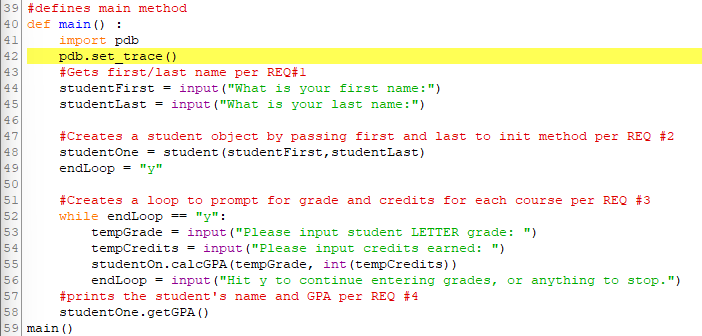 39 #defines main method
40 def main() :
41     import pdb
42     pdb.set_trace()
43     #Gets first/last name per REQ#1
44     studentFirst = input("What is your first name:")
45     studentLast = input("What is your last name:")
46
47     #Creates a student object by passing first and last to init method per REQ #2
48     studentOne = student(studentFirst,studentLast)
49     endLoop = "y"
50
51     #Creates a loop to prompt for grade and credits for each course per REQ #3
52     while endLoop == "y":
53         tempGrade = input("Please input student LETTER grade: ")
54         tempCredits = input("Please input credits earned: ")
55         studentOn.calcGPA(tempGrade, int(tempCredits))
56         endLoop = input("Hit y to continue entering grades, or anything to stop.")
57     #prints the student's name and GPA per REQ #4
58     studentOne.getGPA()
59 main()